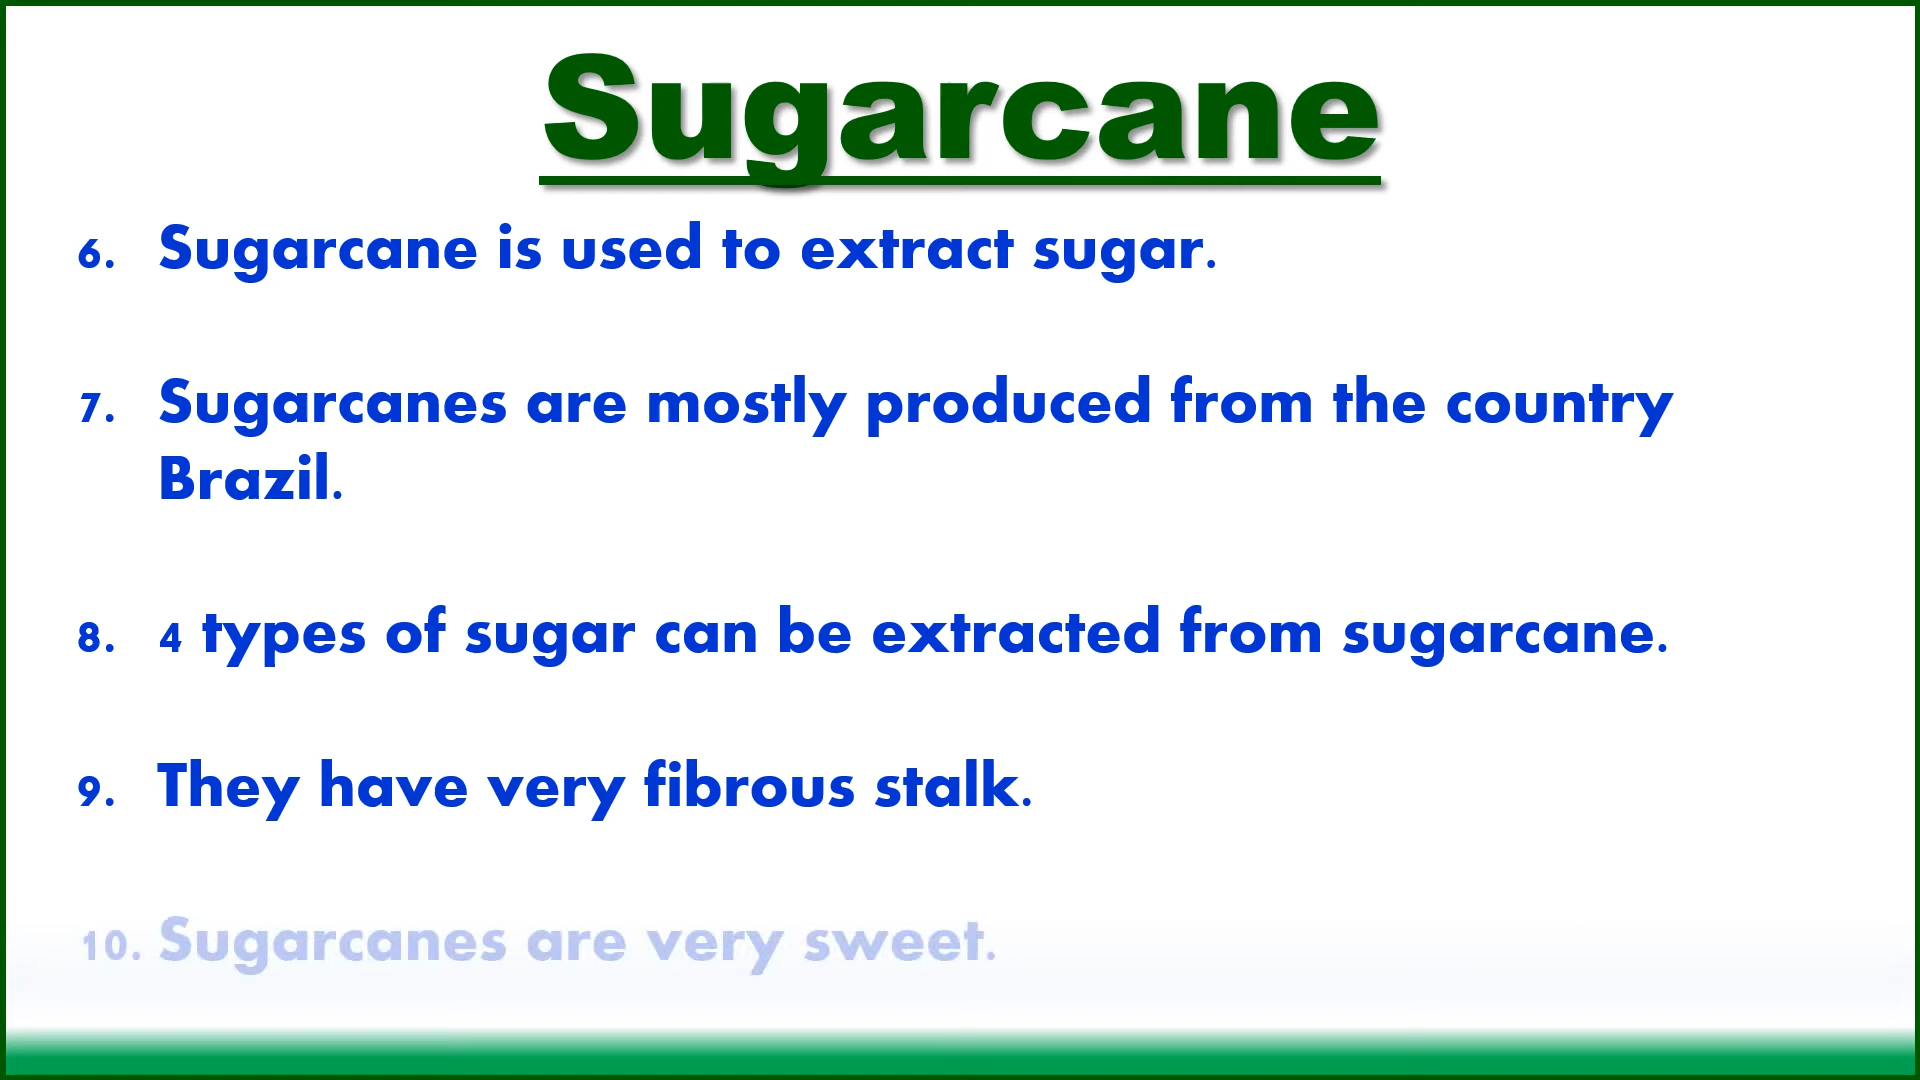 Sugarcane
6. Sugarcane is used to extract sugar.
7. Sugarcanes are mostly produced from the country
Brazil.
8. 4 types of sugar can be extracted from sugarcane.
9. They have very fibrous stalk.
10. Sugarcanes are very sweet.